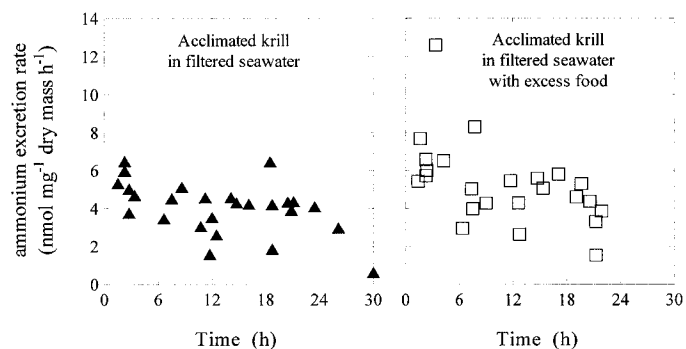 ammonium excretion rate
(nmol mg⁻¹ dry mass h⁻¹)
14
12
10
8
6
4
2
0
Acclimated krill
in filtered seawater
0 6 12 18 24 30
Time (h)
Acclimated krill
in filtered seawater
with excess food
0 6 12 18 24 30
Time (h)